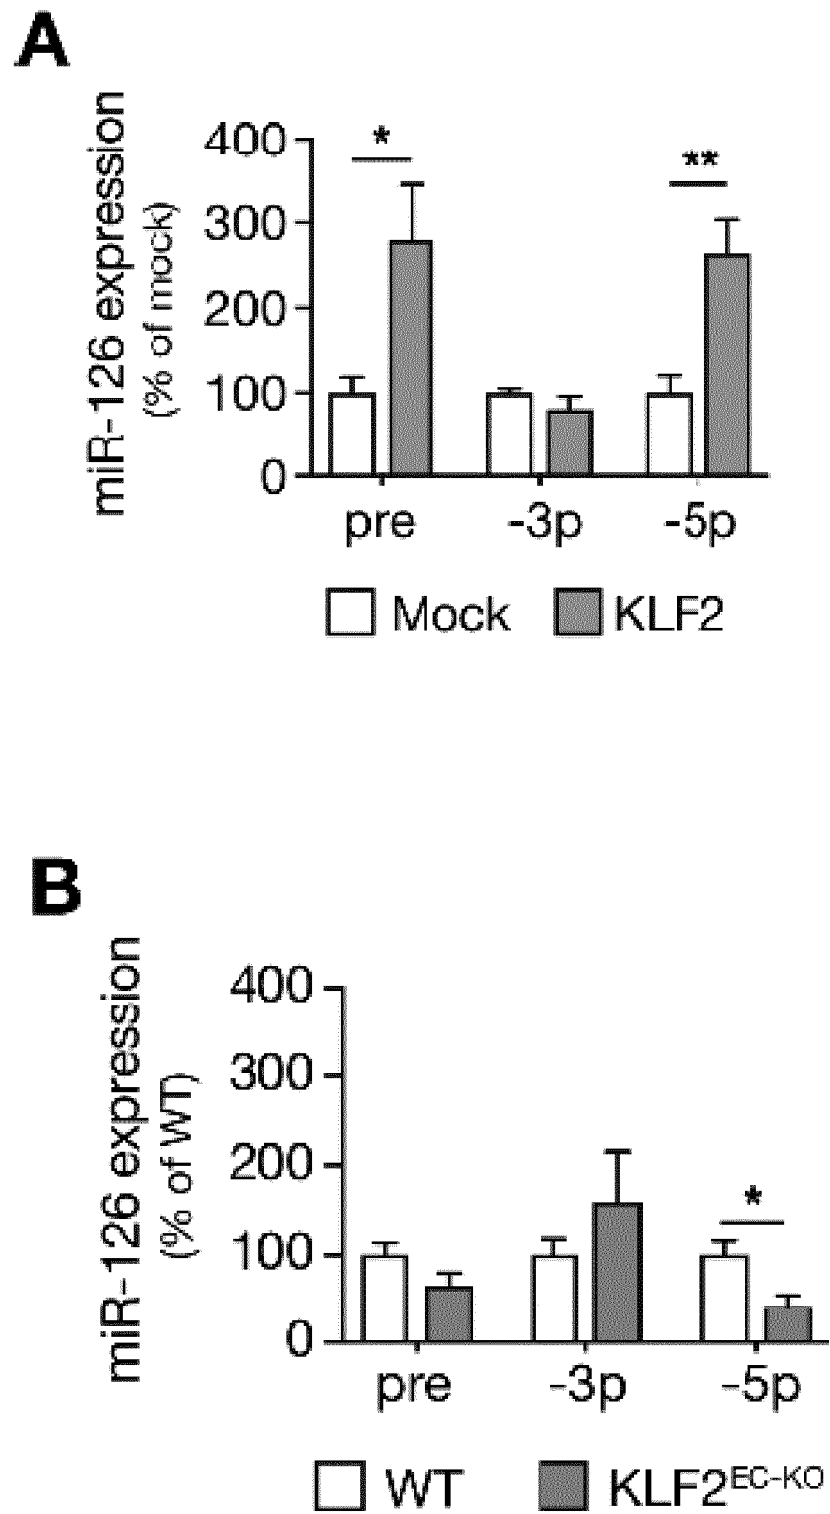 A
miR-126 expression
(% of mock)
400
300
200
100
0
*
**
pre
-3p
-5p
Mock
KLF2
B
miR-126 expression
(% of WT)
400
300
200
100
0
*
pre
-3p
-5p
WT
KLF2EC-KO